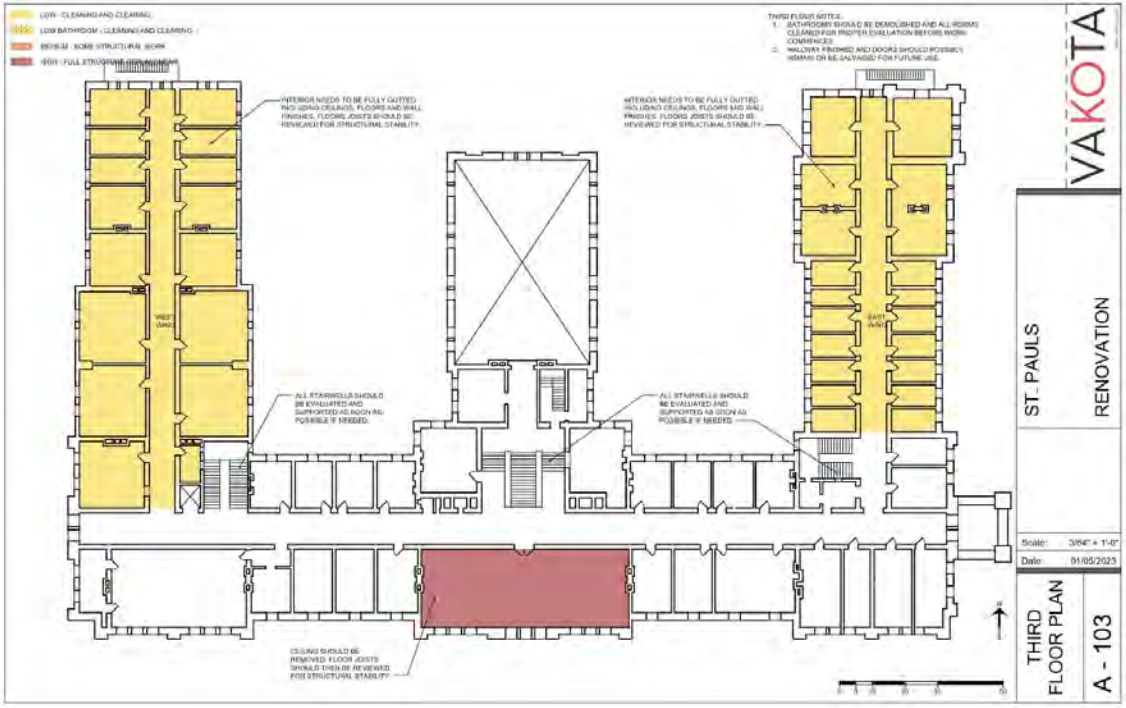 LOW - CLEANING AND CLEARING
LOW BATHROOM - CLEANING AND CLEARING
MEDIUM - SOME STRUCTURAL WORK
HIGH - FULL STRUCTURE REPLACEMENT
THIRD FLOOR NOTES:
1. BATHROOMS SHOULD BE DEMOLISHED AND ALL ROOMS
CLEANED FOR PROPER EVALUATION BEFORE WORK
COMMENCES.
2. HALLWAY FINISHED AND DOORS SHOULD POSSIBLY
REMAIN OR BE SALVAGED FOR FUTURE USE.
INTERIOR NEEDS TO BE FULLY GUTTED
INCLUDING CEILINGS, FLOORS AND WALL
FINISHES, FLOORS JOISTS SHOULD BE
REVIEWED FOR STRUCTURAL STABILITY.
INTERIOR NEEDS TO BE FULLY GUTTED
INCLUDING CEILINGS, FLOORS AND WALL
FINISHES, FLOORS JOISTS SHOULD BE
REVIEWED FOR STRUCTURAL STABILITY.
WEST
WING
EAST
WING
ALL STAIRWELLS SHOULD
BE EVALUATED AND
SUPPORTED AS SOON AS
POSSIBLE IF NEEDED.
ALL STAIRWELLS SHOULD
BE EVALUATED AND
SUPPORTED AS SOON AS
POSSIBLE IF NEEDED.
CEILING SHOULD BE
REMOVED. FLOOR JOISTS
SHOULD THEN BE REVIEWED
FOR STRUCTURAL STABILITY
VAKOTA
ST. PAULS
RENOVATION
Scale: 3/64" = 1'-0"
Date: 01/05/2023
THIRD
FLOOR PLAN
A - 103